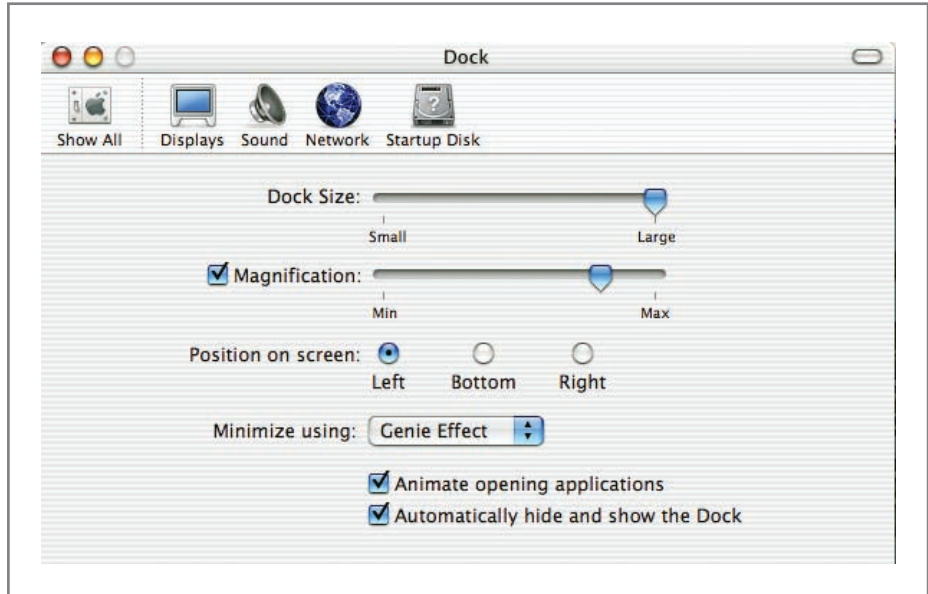 Dock
Show All Displays Sound Network Startup Disk
Dock Size:
Small Large
Magnification:
Min Max
Position on screen:
Left Bottom Right
Minimize using: Genie Effect
Animate opening applications
Automatically hide and show the Dock